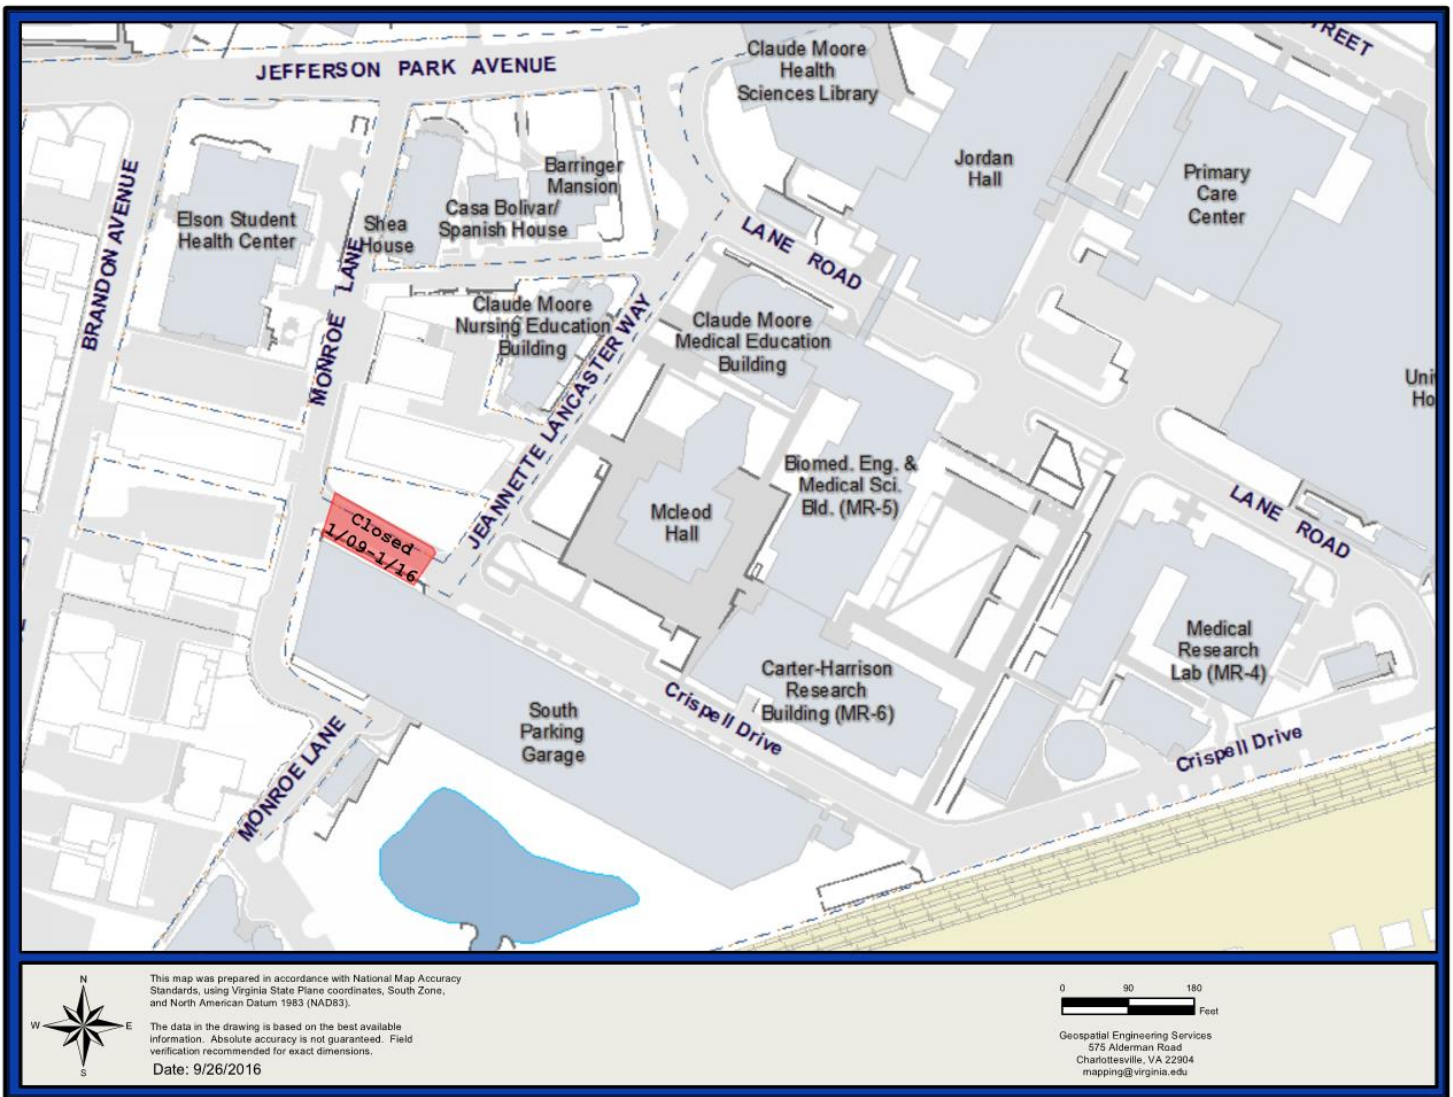 TREET
JEFFERSON PARK AVENUE
Claude Moore
Health
Sciences Library
Jordan
Hall
Primary
Care
Center
Barringer
Mansion
Casa Bolivar/
Spanish House
Elson Student
Health Center
Shea
House
BRANDON AVENUE
MONROE LANE
LANE ROAD
Claude Moore
Nursing Education
Building
Claude Moore
Medical Education
Building
JEANNETTE LANCASTER WAY
Uni
Ho
Biomed. Eng. &
Medical Sci.
Bld. (MR-5)
Mcleod
Hall
LANE ROAD
Closed
1/09-1/16
Medical
Research
Lab (MR-4)
Carter-Harrison
Research
Building (MR-6)
South
Parking
Garage
Crispell Drive
Crispell Drive
MONROE LANE
N
W E
S
This map was prepared in accordance with National Map Accuracy
Standards, using Virginia State Plane coordinates, South Zone,
and North American Datum 1983 (NAD83).
The data in the drawing is based on the best available
information. Absolute accuracy is not guaranteed. Field
verification recommended for exact dimensions.
Date: 9/26/2016
0 90 180
Feet
Geospatial Engineering Services
575 Alderman Road
Charlottesville, VA 22904
mapping@virginia.edu